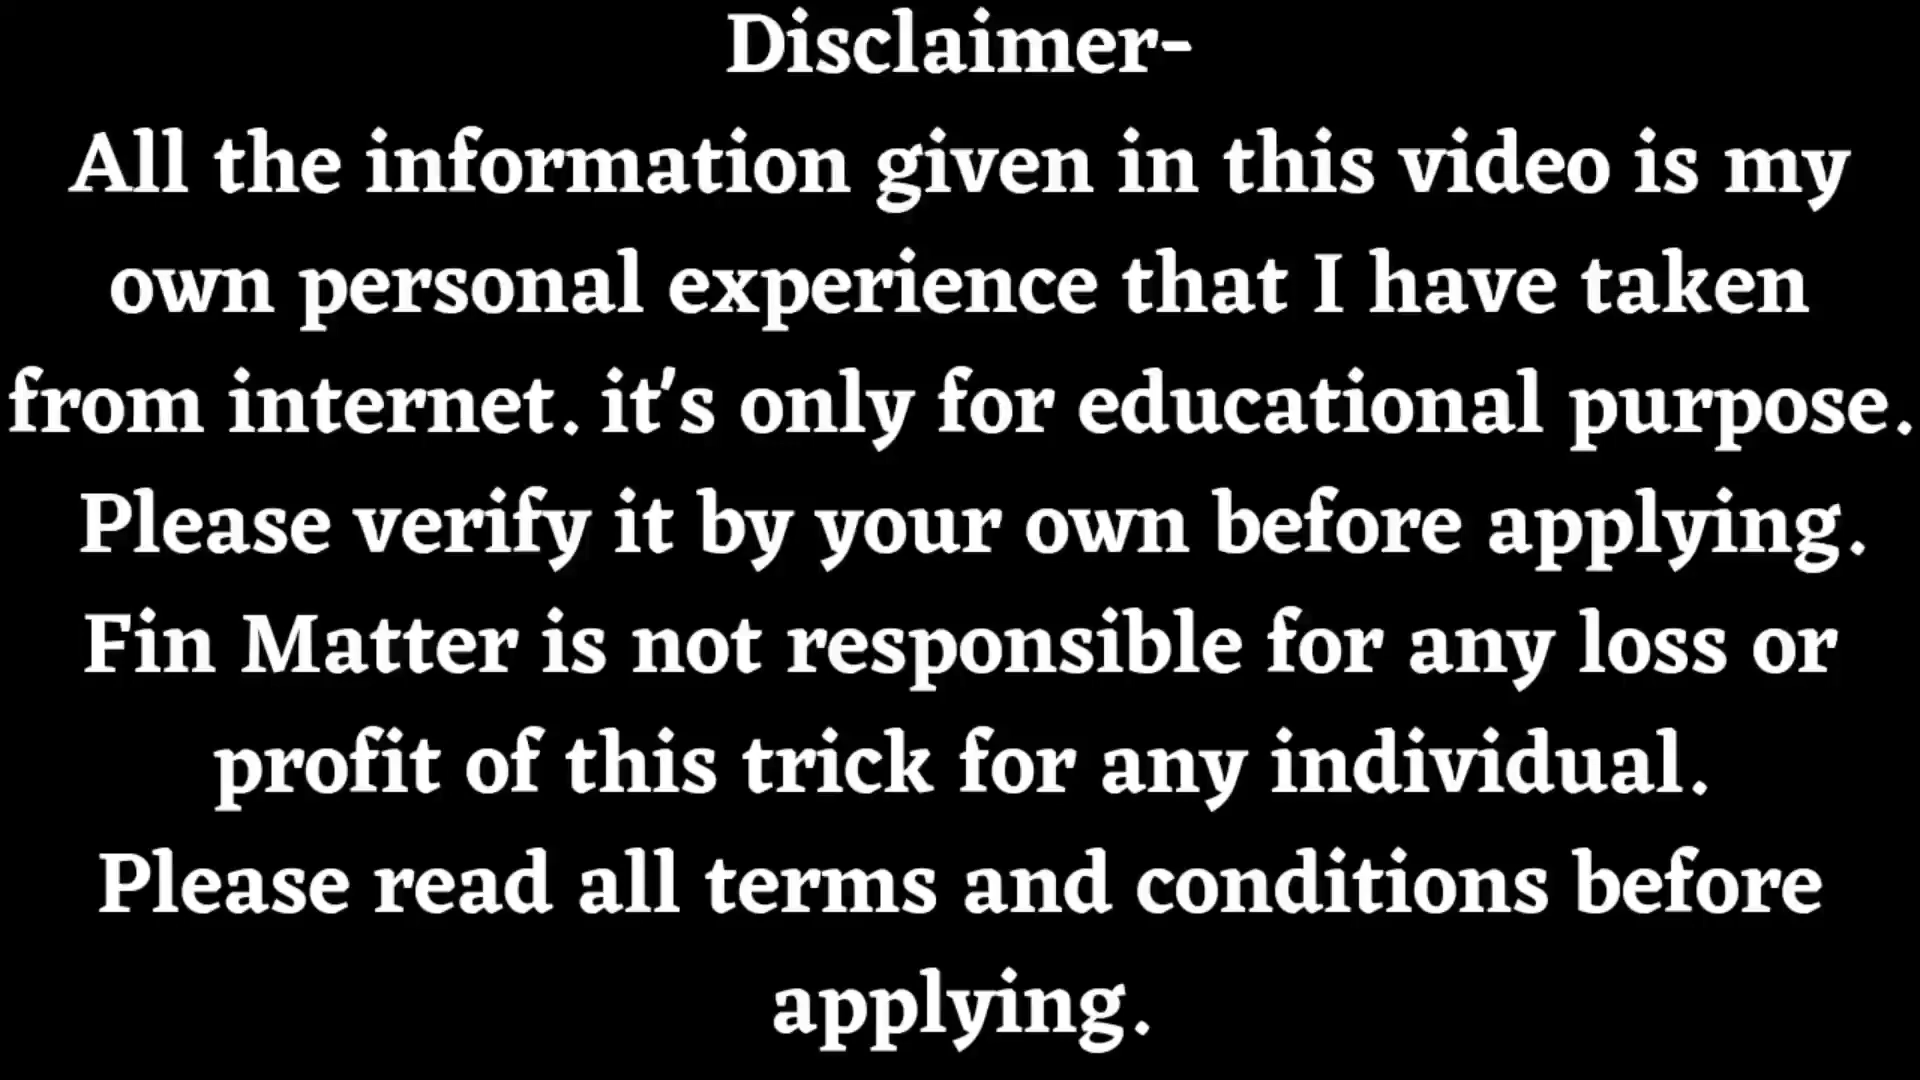 Disclaimer-
All the information given in this video is my
own personal experience that I have taken
from internet. it's only for educational purpose.
Please verify it by your own before applying.
Fin Matter is not responsible for any loss or
profit of this trick for any individual.
Please read all terms and conditions before
applying.